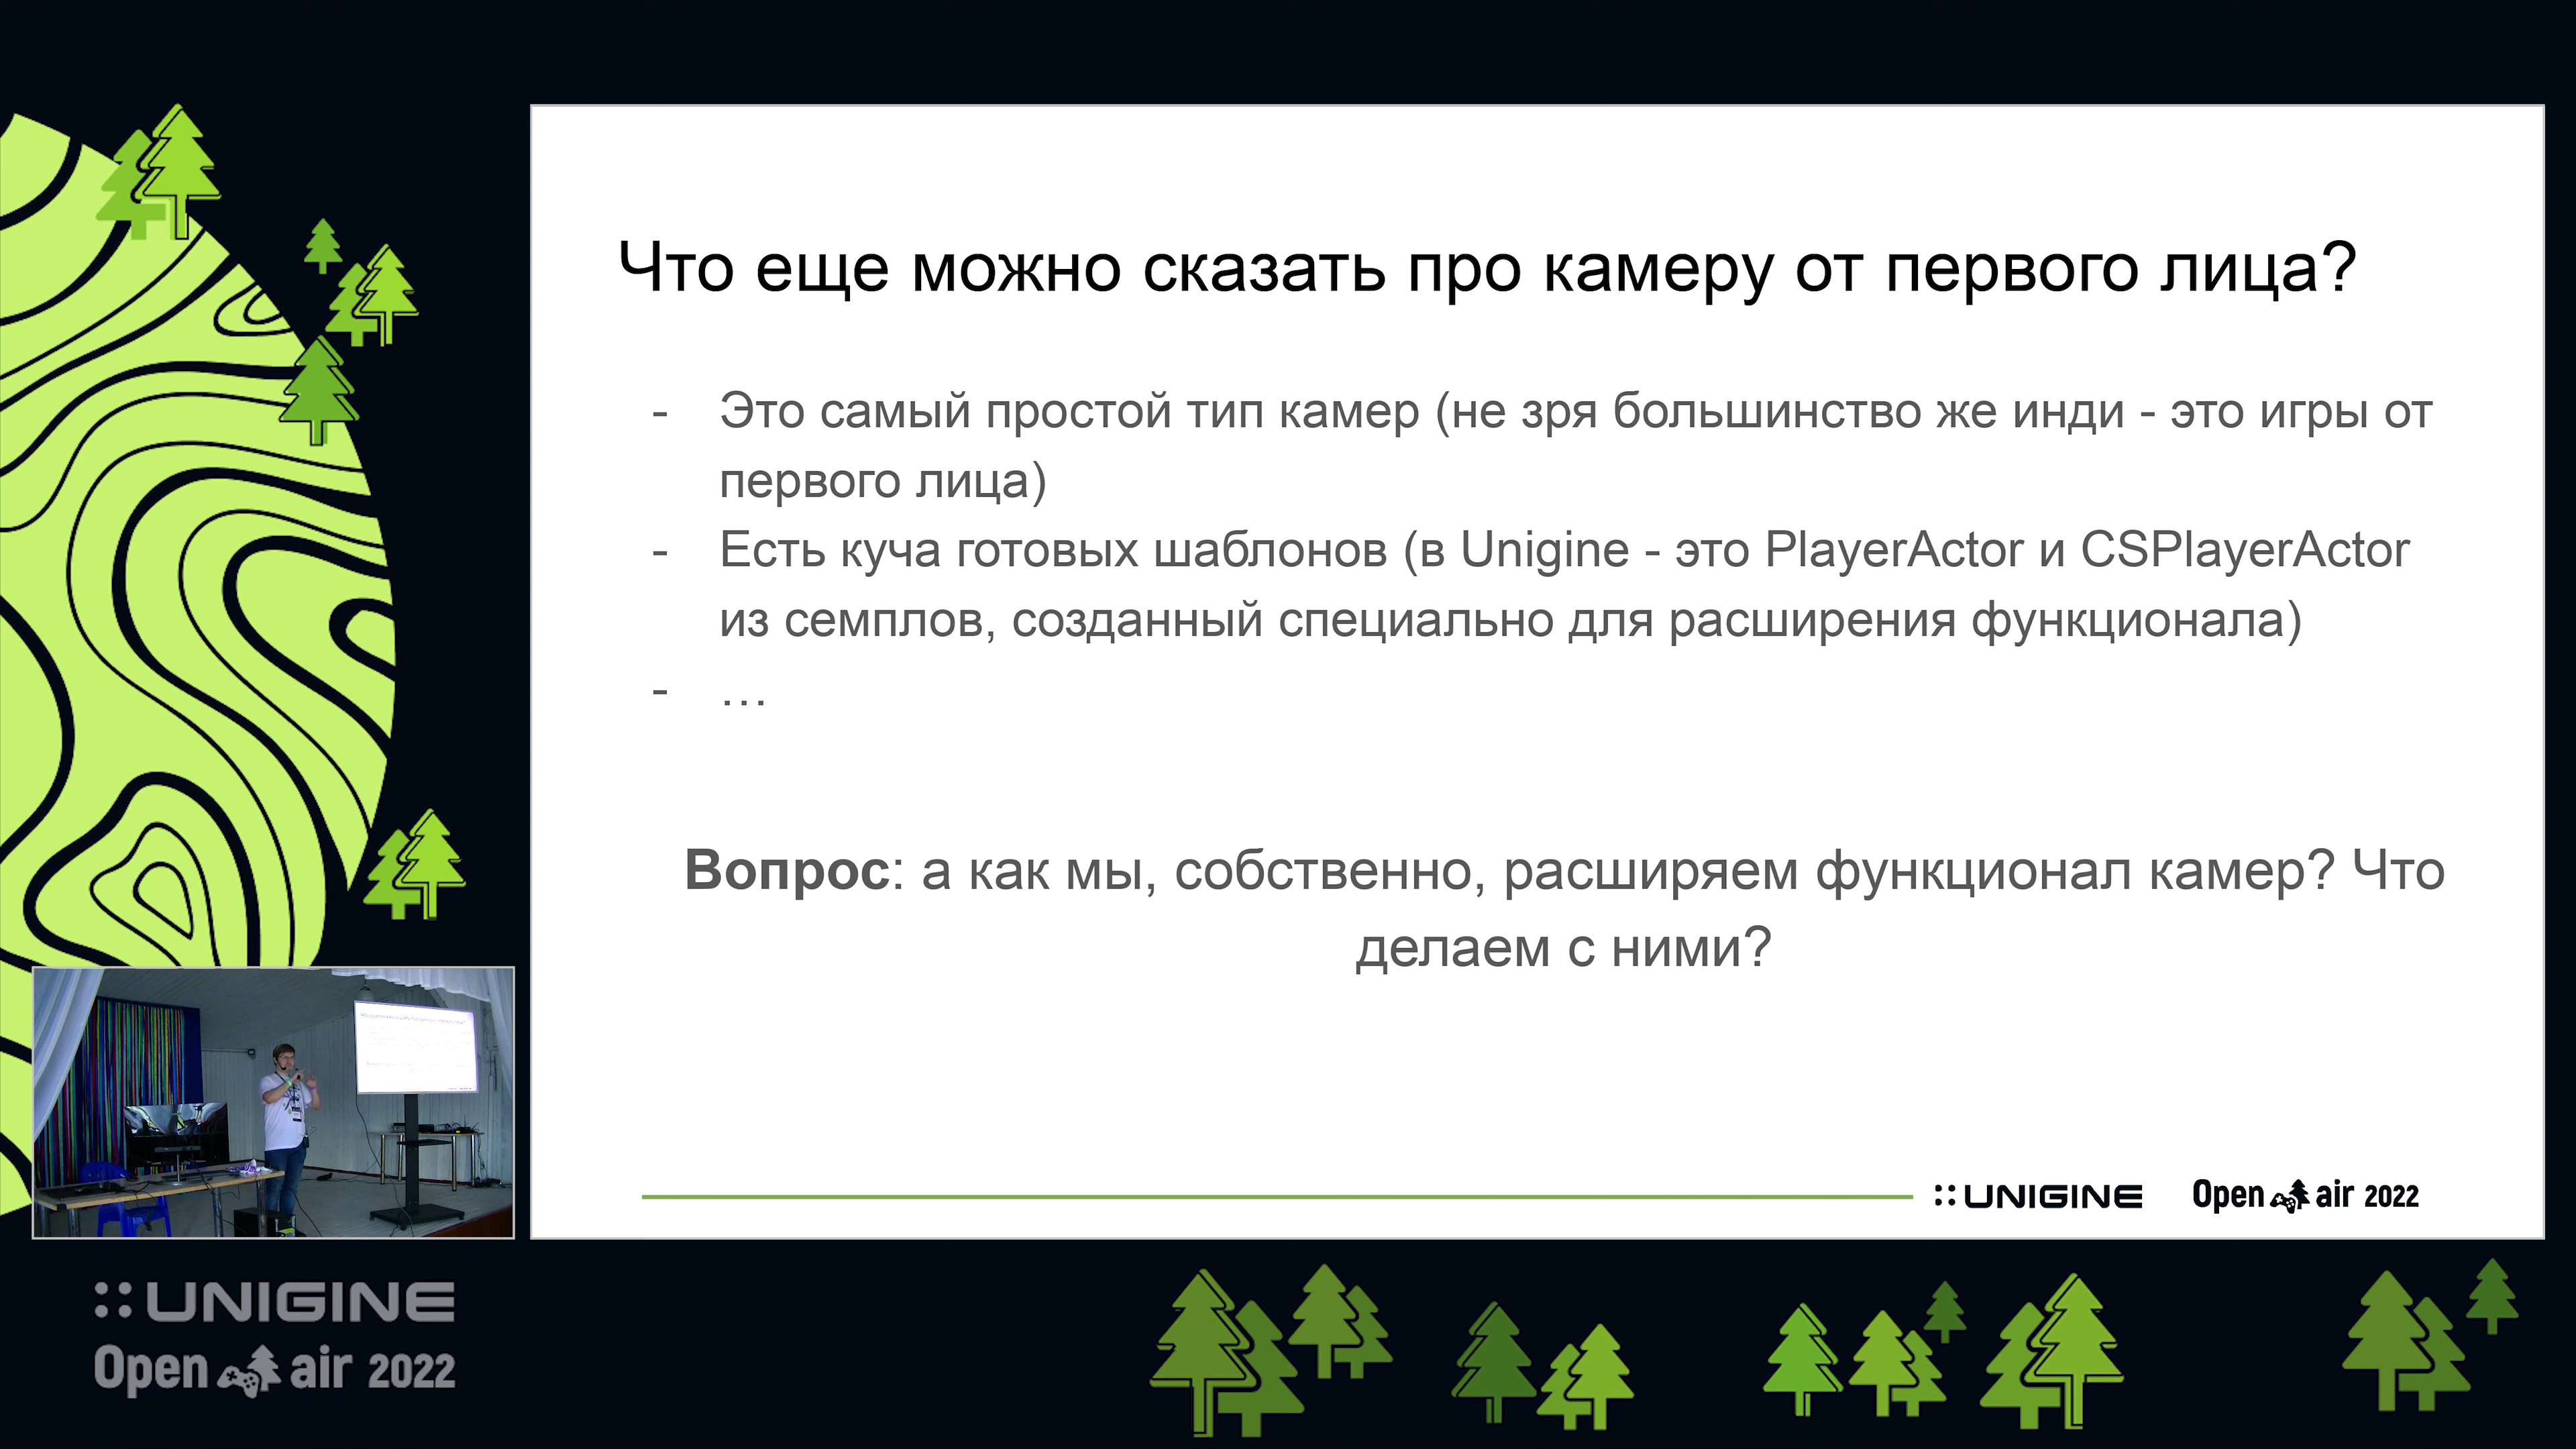 Что еще можно сказать про камеру от первого лица?
- Это самый простой тип камер (не зря большинство же инди - это игры от
первого лица)
- Есть куча готовых шаблонов (в Unigine - это PlayerActor и CSPlayerActor
из семплов, созданный специально для расширения функционала)
- …
Вопрос: а как мы, собственно, расширяем функционал камер? Что
делаем с ними?
UNIGINE Open air 2022
UNIGINE
Open air 2022